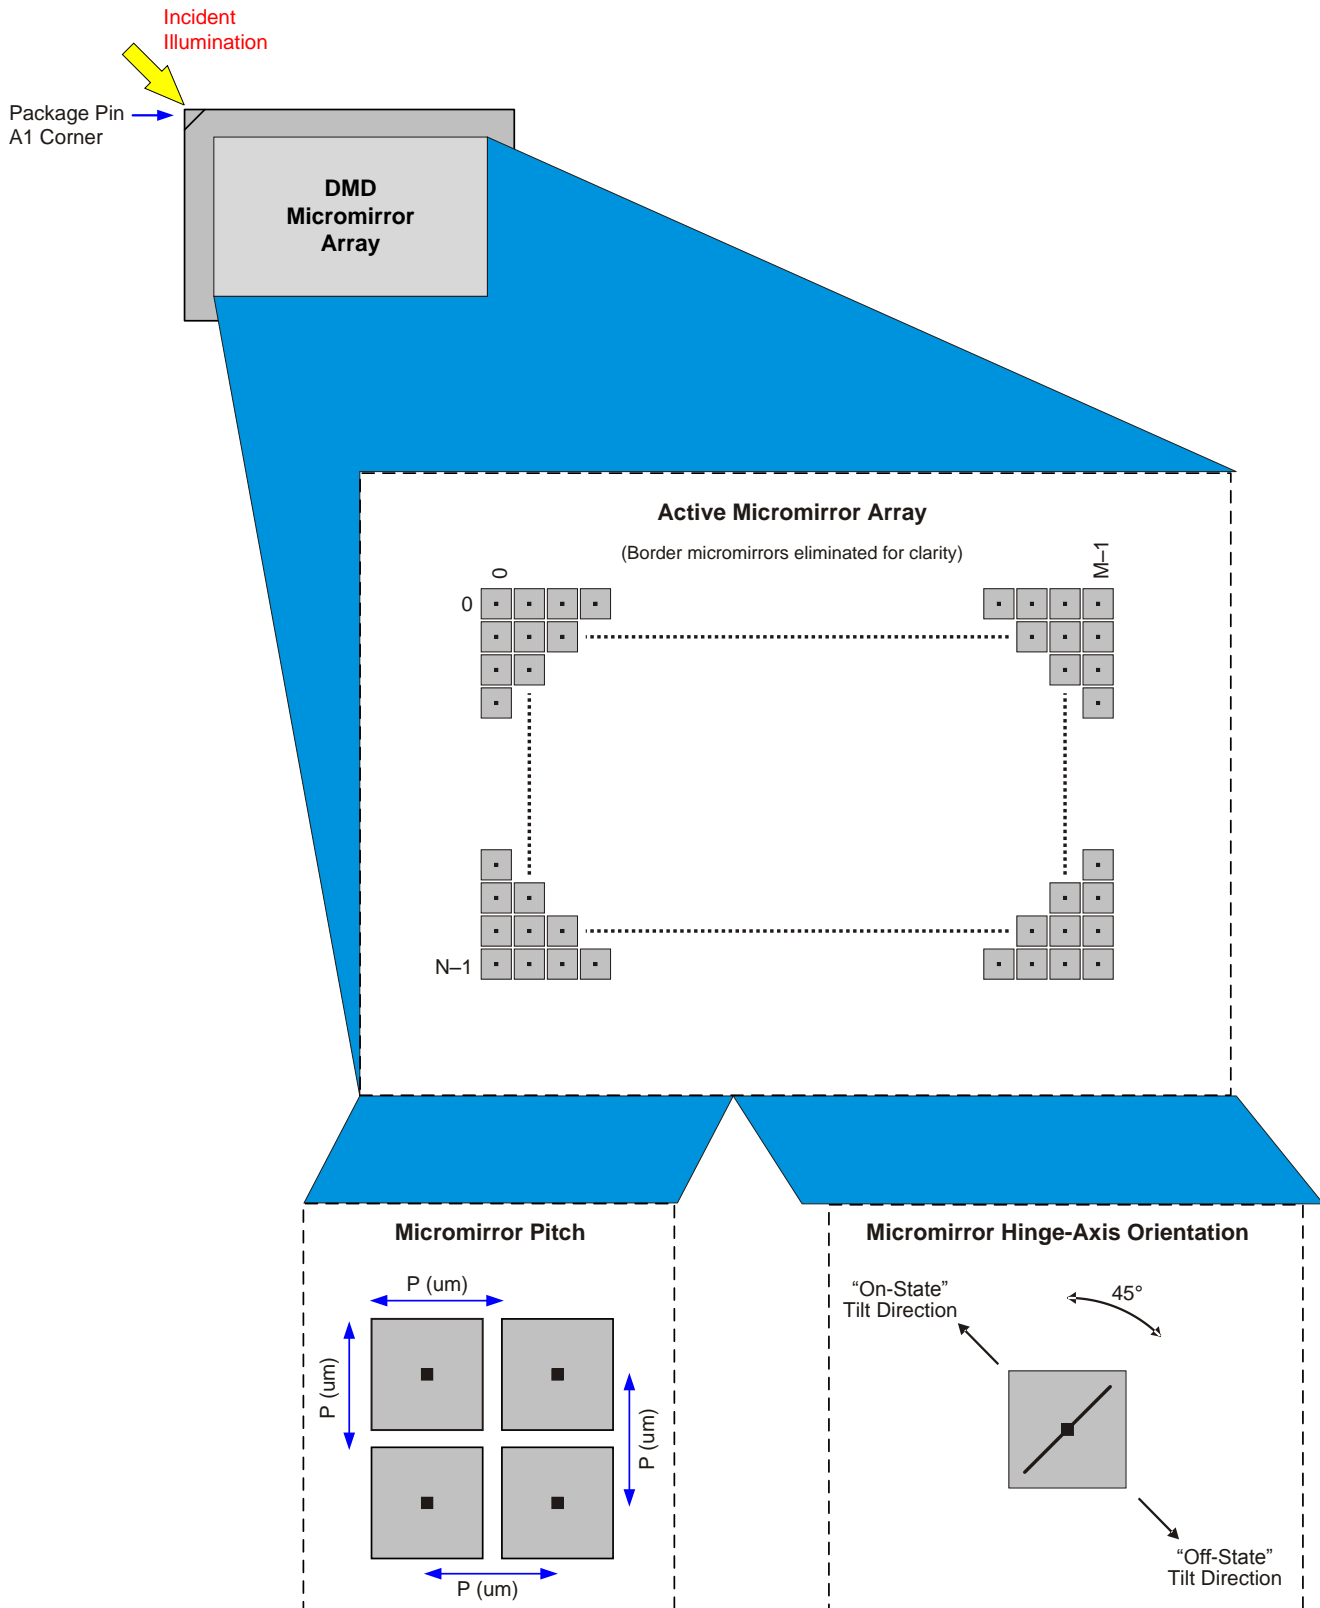 Incident
Illumination
Package Pin
A1 Corner
DMD
Micromirror
Array
Active Micromirror Array
(Border micromirrors eliminated for clarity)
0
M–1
0
N–1
Micromirror Pitch
P (um)
P (um)
P (um)
P (um)
Micromirror Hinge-Axis Orientation
“On-State”
Tilt Direction
45°
“Off-State”
Tilt Direction